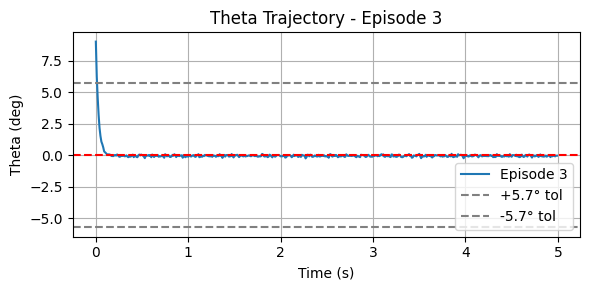 Theta Trajectory - Episode 3
Theta (deg)
7.5
5.0
2.5
0.0
−2.5
−5.0
Episode 3
+5.7° tol
-5.7° tol
0
1
2
3
4
5
Time (s)